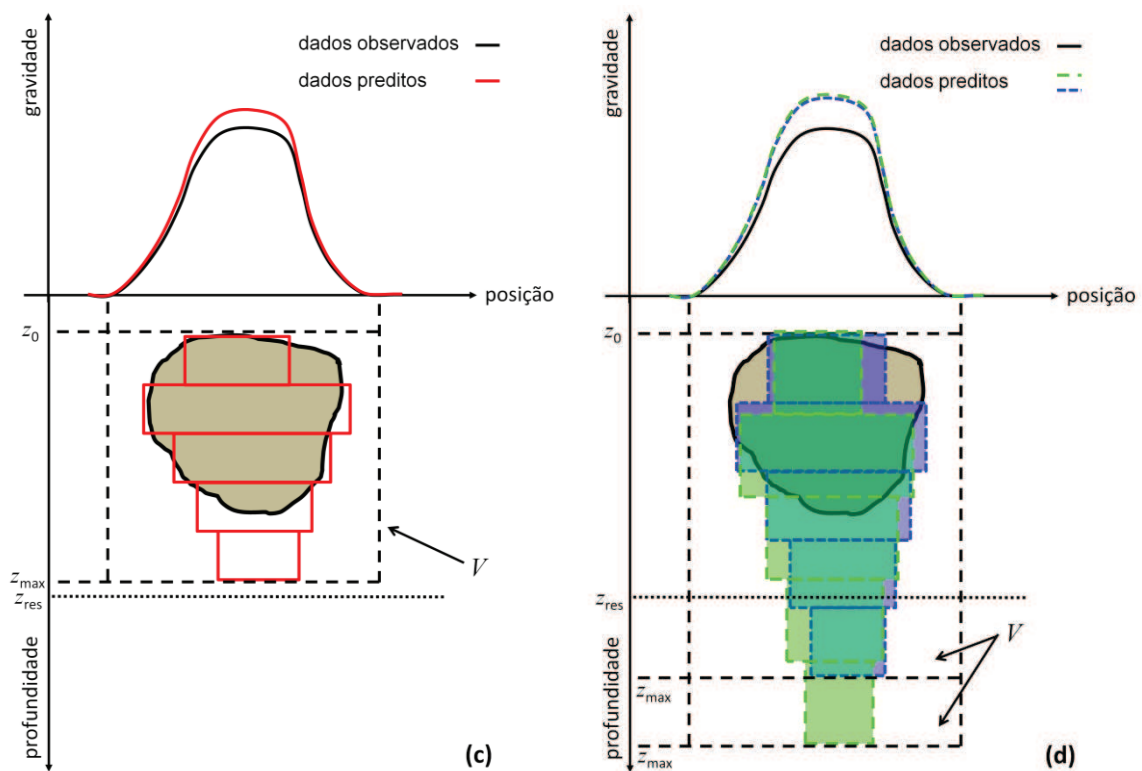 gravidade
dados observados
dados preditos
posição
z0
zmax
zres
V
profundidade
(c)
gravidade
dados observados
dados preditos
posição
z0
zres
V
zmax
profundidade
zmax
(d)